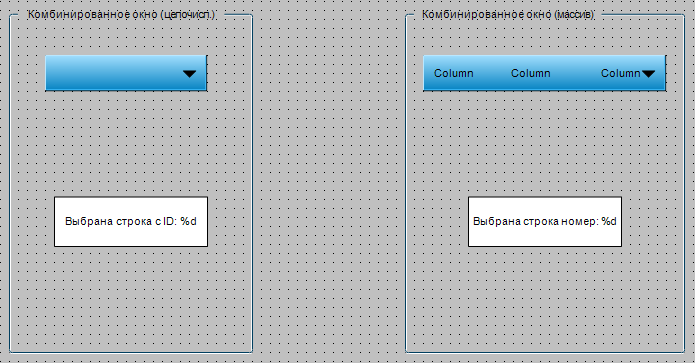 Комбинированное окно (целочисл.)
Комбинированное окно (массив)
Column Column Column
Выбрана строка с ID: %d
Выбрана строка номер: %d